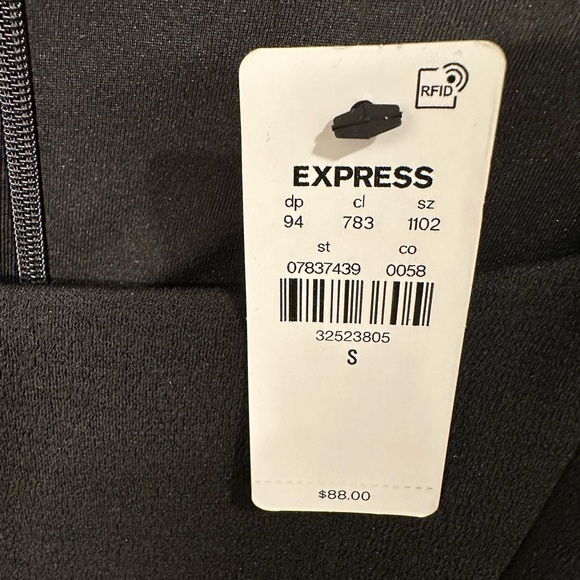 RFID
EXPRESS
dp cl sz
94 783 1102
st co
07837439 0058
32523805
S
$88.00